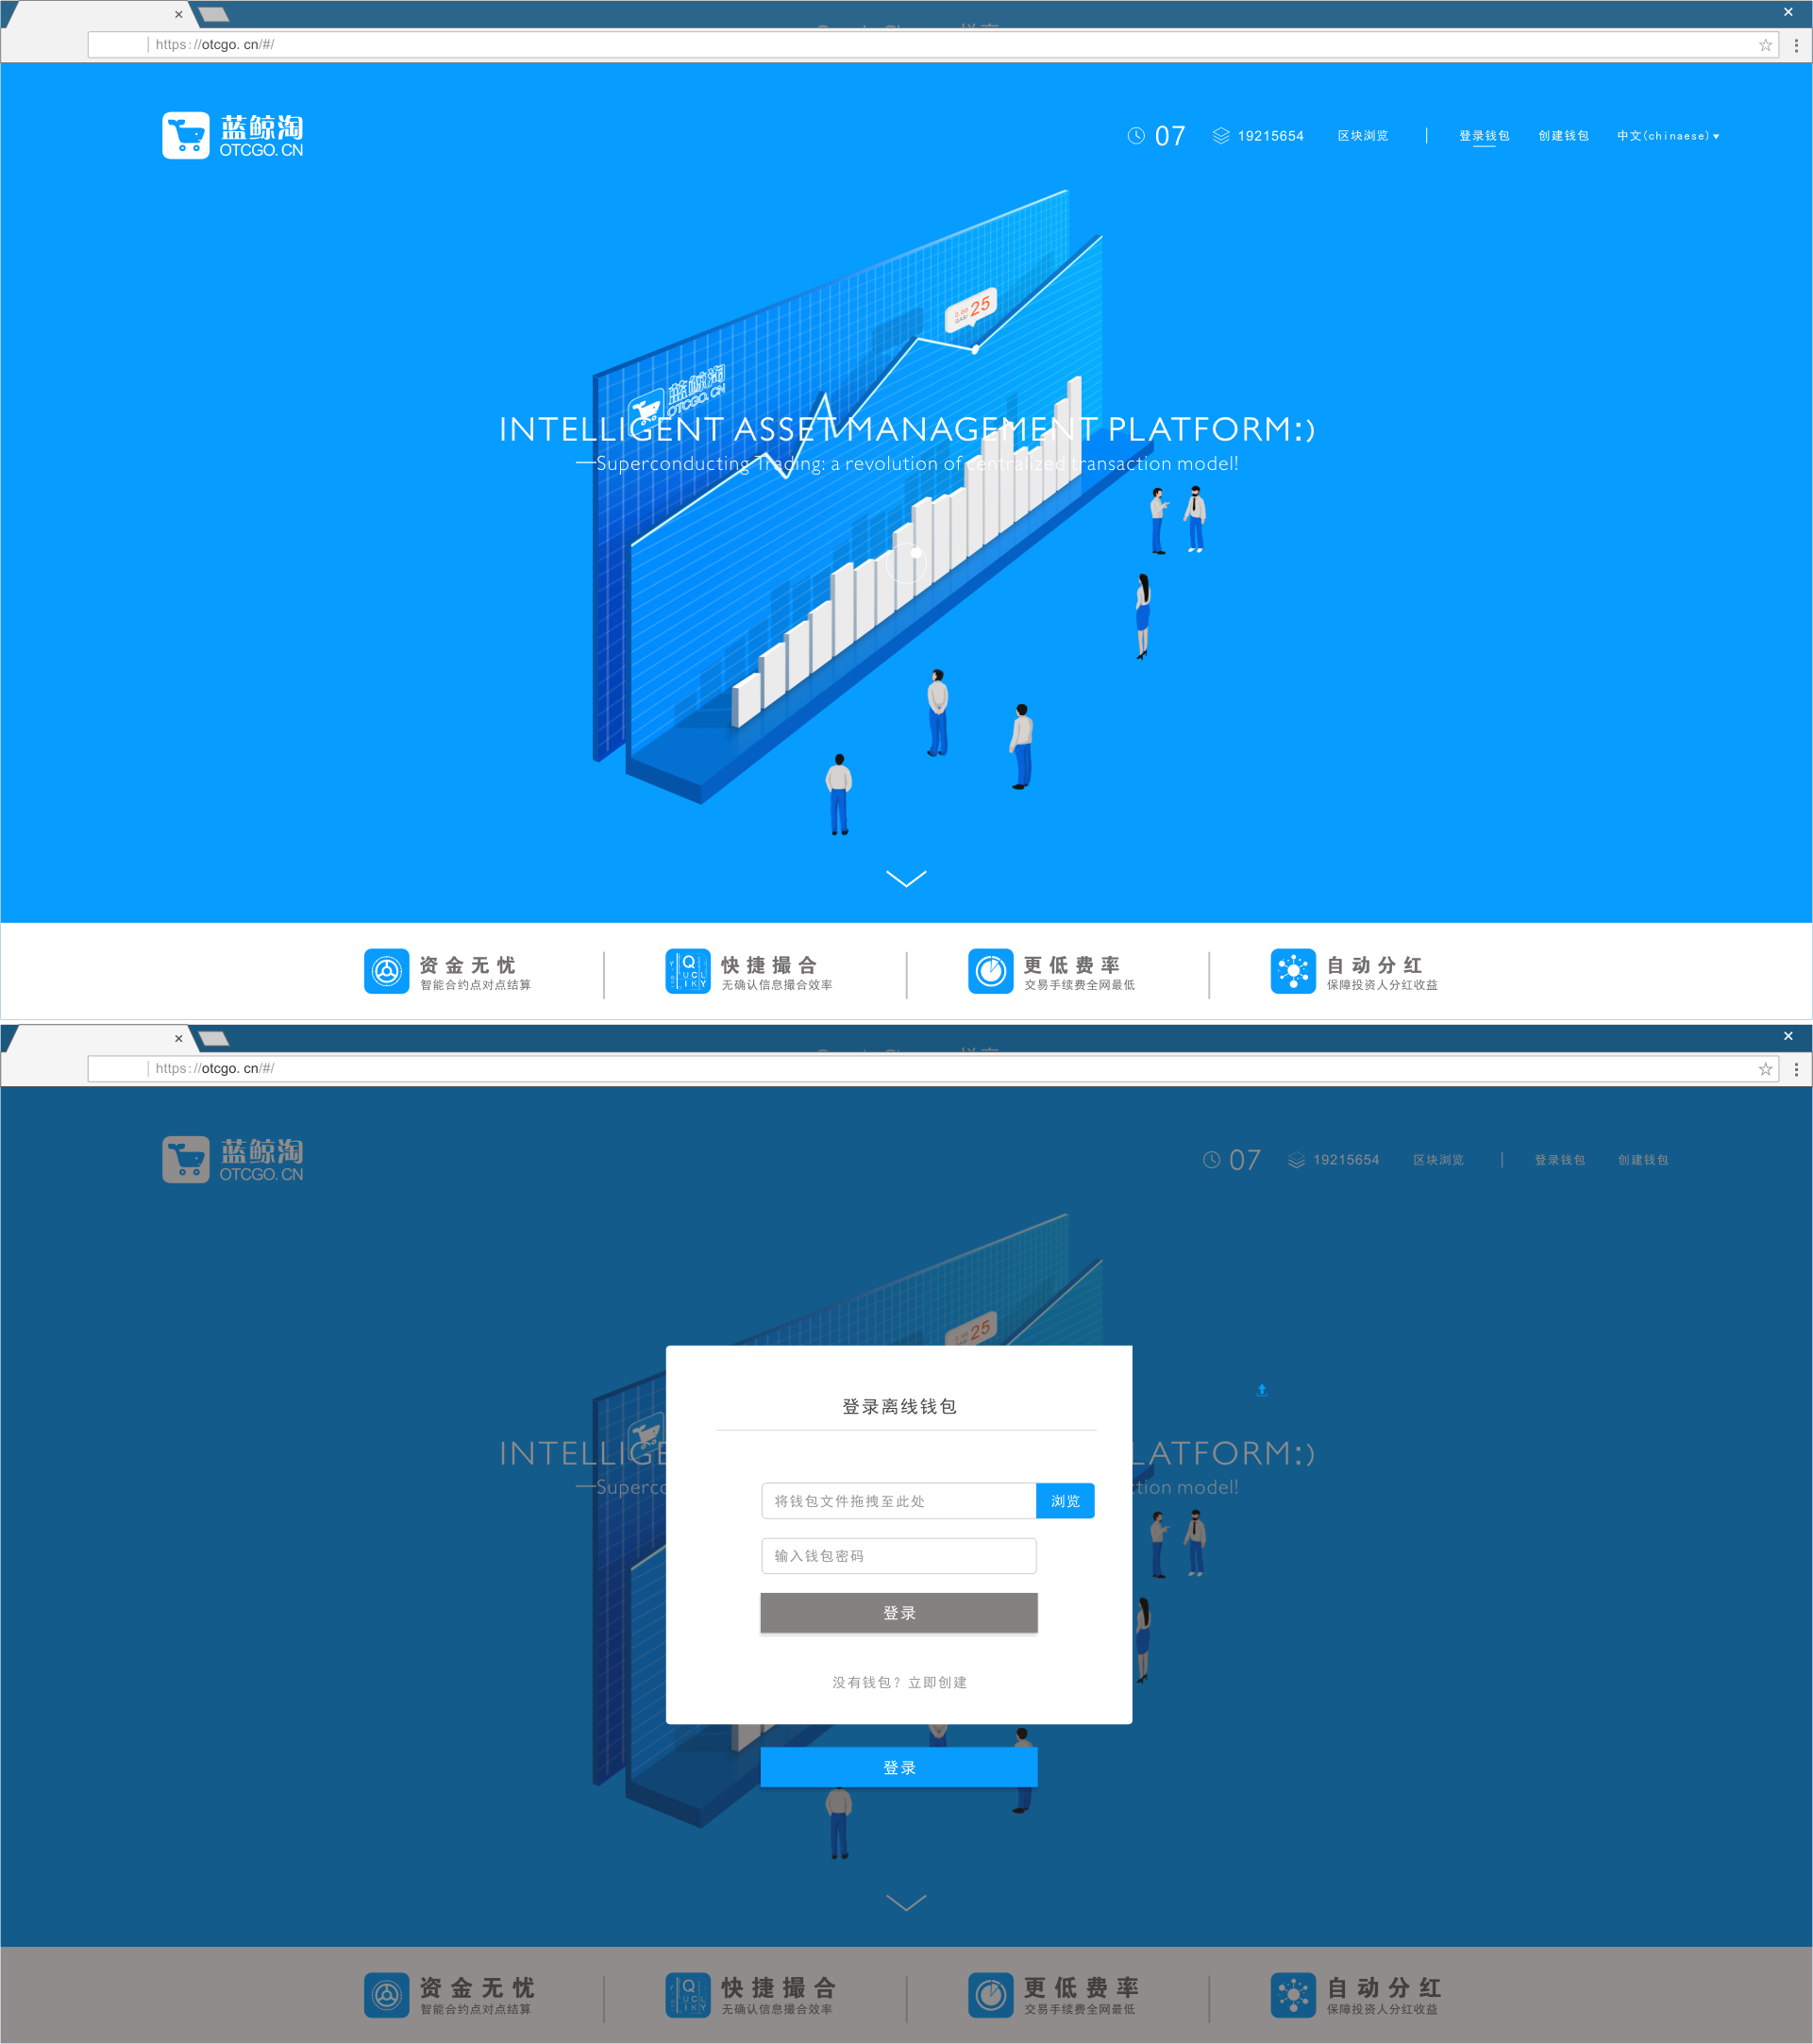 https://otcgo.cn/#/
蓝鲸淘
OTCGO.CN
07
19215654
区块浏览
登录钱包
创建钱包
中文(chinaese)
25
蓝鲸淘
OTCGO.CN
INTELLIGENT ASSET MANAGEMENT PLATFORM:)
—Superconducting Trading: a revolution of centralized transaction model!
资金无忧
智能合约点对点结算
快捷撮合
无确认信息撮合效率
更低费率
交易手续费全网最低
自动分红
保障投资人分红收益
https://otcgo.cn/#/
蓝鲸淘
OTCGO.CN
07
19215654
区块浏览
登录钱包
创建钱包
25
登录离线钱包
INTELLIGE
LATFORM:)
—Superco
tion model!
将钱包文件拖拽至此处
浏览
输入钱包密码
登录
没有钱包? 立即创建
登录
资金无忧
智能合约点对点结算
快捷撮合
无确认信息撮合效率
更低费率
交易手续费全网最低
自动分红
保障投资人分红收益